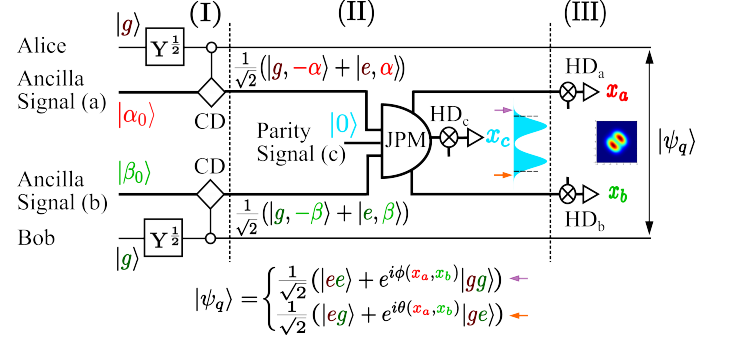 (I) (II) (III)
|g⟩
Alice
Y^{1/2}
Ancilla
Signal (a)
|α₀⟩
CD
1/√2(|g, -α⟩ + |e, α⟩)
HD_a
x_a
Parity
Signal (c)
|0⟩
JPM
HD_c
x_c
|ψ_q⟩
|β₀⟩
CD
Ancilla
Signal (b)
1/√2(|g, -β⟩ + |e, β⟩)
x_b
HD_b
Bob
Y^{1/2}
|g⟩
|ψ_q⟩ = { 1/√2(|ee⟩ + e^{iϕ(x_a,x_b)}|gg⟩)
1/√2(|eg⟩ + e^{iθ(x_a,x_b)}|ge⟩)